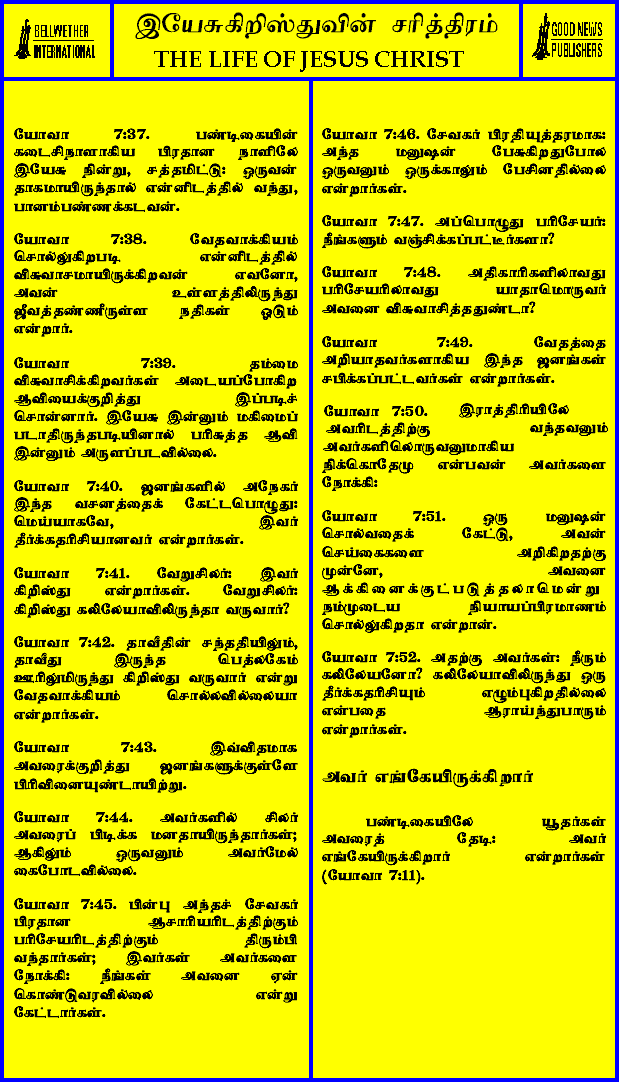 BELLWETHER
INTERNATIONAL
இயேசுகிறிஸ்துவின் சரித்திரம்
THE LIFE OF JESUS CHRIST
GOOD NEWS
PUBLISHERS
யோவா 7:37. பண்டிகையின்
கடைசிநாளாகிய பிரதான நாளிலே
இயேசு நின்று, சத்தமிட்டு: ஒருவன்
தாகமாயிருந்தால் என்னிடத்தில் வந்து,
பானம்பண்ணக்கடவன்.
யோவா 7:38. வேதவாக்கியம்
சொல்லுகிறபடி என்னிடத்தில்
விசுவாசமாயிருக்கிறவன் எவனோ,
அவன் உள்ளத்திலிருந்து
ஜீவத்தண்ணீருள்ள நதிகள் ஓடும்
என்றார்.
யோவா 7:39. தம்மை
விசுவாசிக்கிறவர்கள் அடையப்போகிற
ஆவியைக்குறித்து இப்படிச்
சொன்னார். இயேசு இன்னும் மகிமைப்
படாதிருந்தபடியினால் பரிசுத்த ஆவி
இன்னும் அருளப்படவில்லை.
யோவா 7:40. ஜனங்களில் அநேகர்
இந்த வசனத்தைக் கேட்டபொழுது:
மெய்யாகவே, இவர்
தீர்க்கதரிசியானவர் என்றார்கள்.
யோவா 7:41. வேறுசிலர்: இவர்
கிறிஸ்து என்றார்கள். வேறுசிலர்:
கிறிஸ்து கலிலேயாவிலிருந்தா வருவார்?
யோவா 7:42. தாவீதின் சந்ததியிலும்,
தாவீது இருந்த பெத்லகேம்
ஊரிலுமிருந்து கிறிஸ்து வருவார் என்று
வேதவாக்கியம் சொல்லவில்லையா
என்றார்கள்.
யோவா 7:43. இவ்விதமாக
அவரைக்குறித்து ஜனங்களுக்குள்ளே
பிரிவினையுண்டாயிற்று.
யோவா 7:44. அவர்களில் சிலர்
அவரைப் பிடிக்க மனதாயிருந்தார்கள்;
ஆகிலும் ஒருவனும் அவர்மேல்
கைபோடவில்லை.
யோவா 7:45. பின்பு அந்தச் சேவகர்
பிரதான ஆசாரியரிடத்திற்கும்
பரிசேயரிடத்திற்கும் திரும்பி
வந்தார்கள்; இவர்கள் அவர்களை
நோக்கி: நீங்கள் அவனை ஏன்
கொண்டுவரவில்லை என்று
கேட்டார்கள்.
யோவா 7:46. சேவகர் பிரதியுத்தரமாக:
அந்த மனுஷன் பேசுகிறதுபோல
ஒருவனும் ஒருக்காலும் பேசினதில்லை
என்றார்கள்.
யோவா 7:47. அப்பொழுது பரிசேயர்:
நீங்களும் வஞ்சிக்கப்பட்டீர்களா?
யோவா 7:48. அதிகாரிகளிலாவது
பரிசேயரிலாவது யாதாமொருவர்
அவனை விசுவாசித்ததுண்டா?
யோவா 7:49. வேதத்தை
அறியாதவர்களாகிய இந்த ஜனங்கள்
சபிக்கப்பட்டவர்கள் என்றார்கள்.
யோவா 7:50. இராத்திரியிலே
அவரிடத்திற்கு வந்தவனும்
அவர்களிலொருவனுமாகிய
நிக்கொதேமு என்பவன் அவர்களை
நோக்கி:
யோவா 7:51. ஒரு மனுஷன்
சொல்வதைக் கேட்டு, அவன்
செய்கைகளை அறிகிறதற்கு
முன்னே, அவனை
ஆக்கினைக்குட்படுத்தலாமென்று
நம்முடைய நியாயப்பிரமாணம்
சொல்லுகிறதா என்றான்.
யோவா 7:52. அதற்கு அவர்கள்: நீரும்
கலிலேயனோ? கலிலேயாவிலிருந்து ஒரு
தீர்க்கதரிசியும் எழும்புகிறதில்லை
என்பதை ஆராய்ந்துபாரும்
என்றார்கள்.
அவர் எங்கேயிருக்கிறார்
பண்டிகையிலே யூதர்கள்
அவரைத் தேடி: அவர்
எங்கேயிருக்கிறார் என்றார்கள்
(யோவா 7:11).